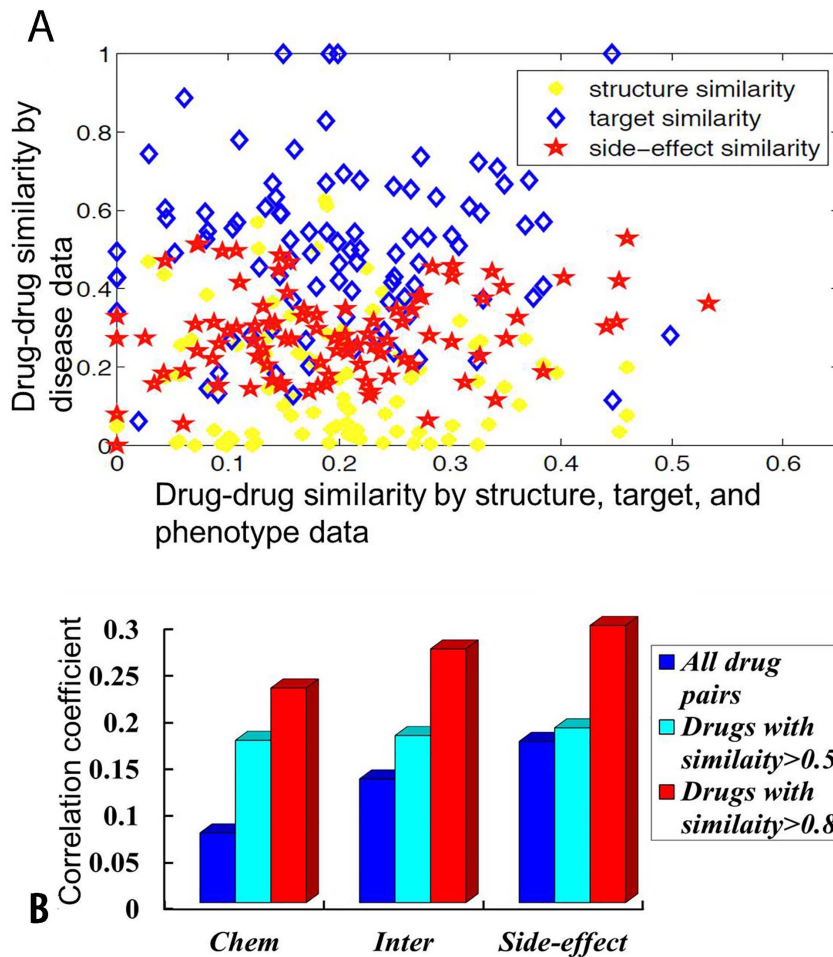 A
Drug-drug similarity by
disease data
1
0.8
0.6
0.4
0.2
0
structure similarity
target similarity
side-effect similarity
0
0.1
0.2
0.3
0.4
0.5
0.6
Drug-drug similarity by structure, target, and
phenotype data
B
Correlation coefficient
0.3
0.25
0.2
0.15
0.1
0.05
0
Chem
Inter
Side-effect
All drug
pairs
Drugs with
similaity>0.5
Drugs with
similaity>0.8